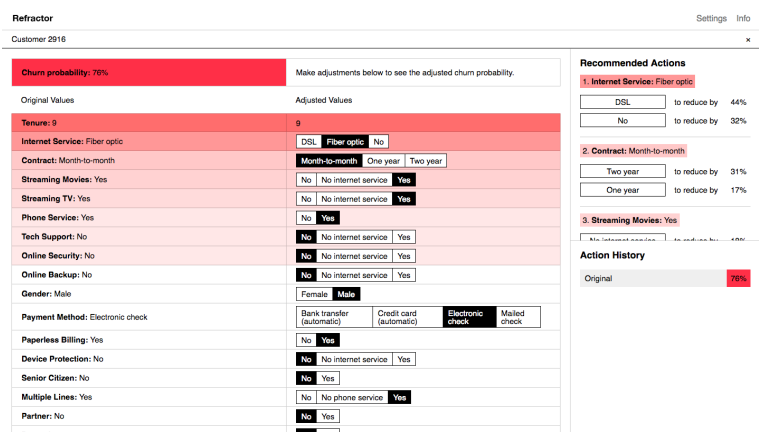 Refractor
Settings Info
Customer 2916
×
Churn probability: 76%
Make adjustments below to see the adjusted churn probability.
Original Values
Adjusted Values
Tenure: 9
9
Internet Service: Fiber optic
DSL Fiber optic No
Contract: Month-to-month
Month-to-month One year Two year
Streaming Movies: Yes
No No internet service Yes
Streaming TV: Yes
No No internet service Yes
Phone Service: Yes
No Yes
Tech Support: No
No No internet service Yes
Online Security: No
No No internet service Yes
Online Backup: No
No No internet service Yes
Gender: Male
Female Male
Payment Method: Electronic check
Bank transfer (automatic)
Credit card (automatic)
Electronic check
Mailed check
Paperless Billing: Yes
No Yes
Device Protection: No
No No internet service Yes
Senior Citizen: No
No Yes
Multiple Lines: Yes
No No phone service Yes
Partner: No
No Yes
Recommended Actions
1. Internet Service: Fiber optic
DSL to reduce by 44%
No to reduce by 32%
2. Contract: Month-to-month
Two year to reduce by 31%
One year to reduce by 17%
3. Streaming Movies: Yes
No internet service to reduce by
Action History
Original 76%